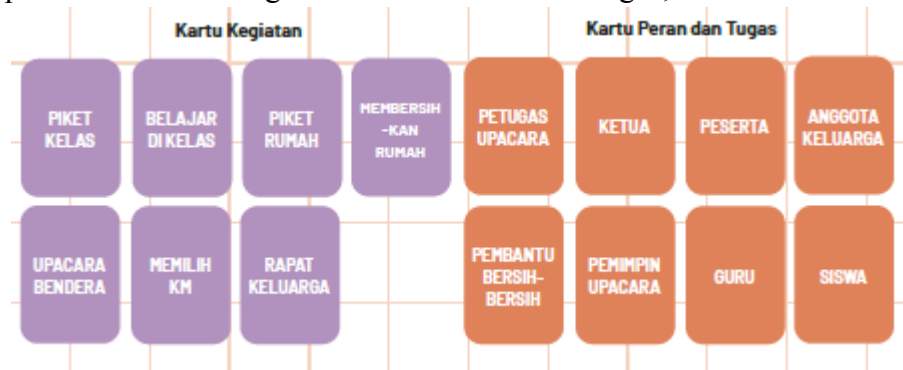 Kartu Kegiatan
Kartu Peran dan Tugas
PIKET
KELAS
BELAJAR
DI KELAS
PIKET
RUMAH
MEMBERSIH
-KAN
RUMAH
PETUGAS
UPACARA
KETUA
PESERTA
ANGGOTA
KELUARGA
UPACARA
BENDERA
MEMILIH
KM
RAPAT
KELUARGA
PEMBANTU
BERSIH-
BERSIH
PEMIMPIN
UPACARA
GURU
SISWA